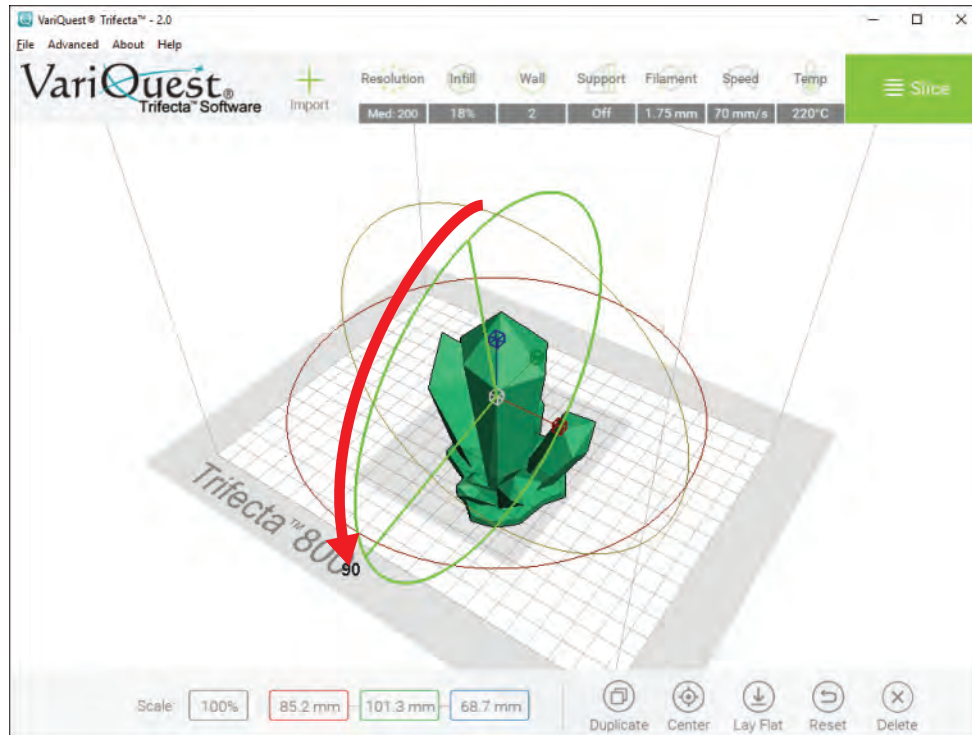 VariQuest® Trifecta™ - 2.0
File Advanced About Help
VariQuest®
Trifecta™ Software
Import
Resolution Infill Wall Support Filament Speed Temp
Med: 200 18% 2 Off 1.75 mm 70 mm/s 220°C
Slice
Trifecta™ 800
90
Scale: 100% 85.2 mm 101.3 mm 68.7 mm
Duplicate Center Lay Flat Reset Delete